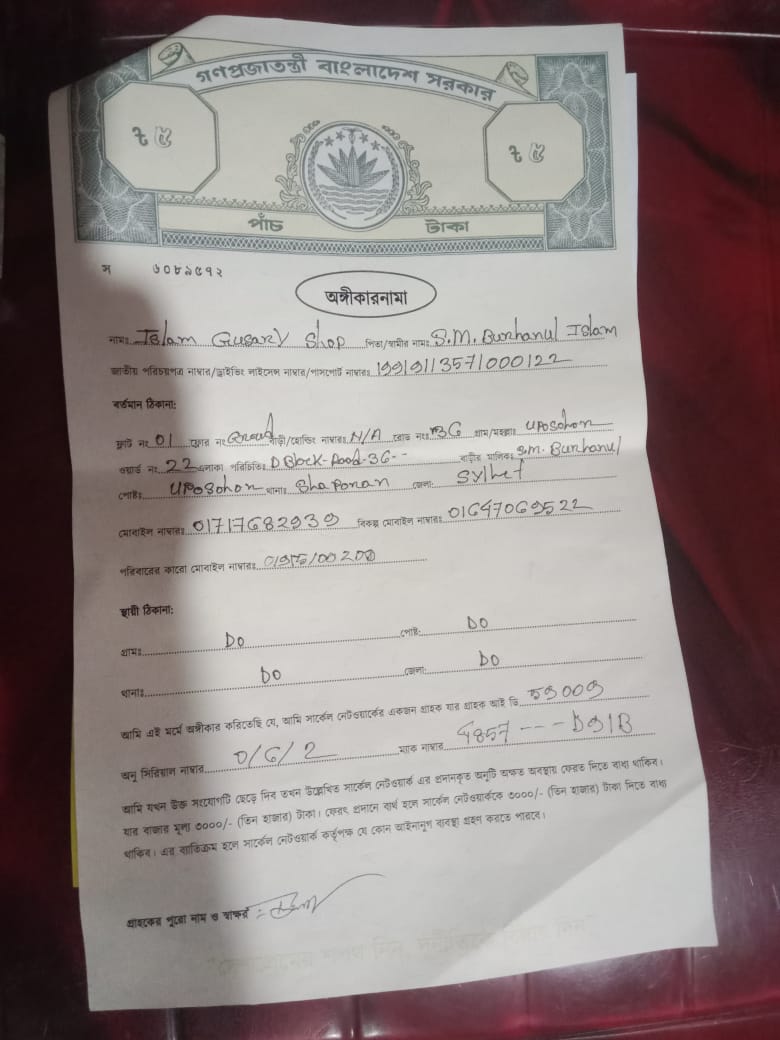 গণপ্রজাতন্ত্রী বাংলাদেশ সরকার
৳ ৫ ৳ ৫
পাঁচ টাকা
স ৬০৮৯৫৭২
অঙ্গীকারনামা
নামঃ Islam Gusary Shop পিতা/স্বামীর নামঃ S.M. Burhanul Islam
জাতীয় পরিচয়পত্র নাম্বার/ড্রাইভিং লাইসেন্স নাম্বার/পাসপোর্ট নাম্বারঃ 19919113571000122
বর্তমান ঠিকানা:
ফ্লাট নং 01 ফ্লোর নং বাড়ী/হোল্ডিং নাম্বারঃ N/A রোড নংঃ 3G গ্রাম/মহল্লাঃ UPOSohon
ওয়ার্ড নং 22 এলাকা পরিচিতিঃ D Block-Road-3G-- বাড়ীর মালিকঃ S.M. Burhanul
পোষ্টঃ UPOSohon থানাঃ Shaporan জেলা: Sylhet
মোবাইল নাম্বারঃ 01717682939 বিকল্প মোবাইল নাম্বারঃ 01647069522
পরিবারের কারো মোবাইল নাম্বারঃ
স্থায়ী ঠিকানা:
গ্রামঃ Do পোষ্ট: Do
থানাঃ Do জেলা: Do
আমি এই মর্মে অঙ্গীকার করিতেছি যে, আমি সার্কেল নেটওয়ার্কের একজন গ্রাহক যার গ্রাহক আই ডি 59009
অনু সিরিয়াল নাম্বার 0/6/2 ম্যাক নাম্বার
আমি যখন উক্ত সংযোগটি ছেড়ে দিব তখন উল্লেখিত সার্কেল নেটওয়ার্ক এর প্রদানকৃত অনুটি অক্ষত অবস্থায় ফেরত দিতে বাধ্য থাকিব।
যার বাজার মূল্য ৩০০০/- (তিন হাজার) টাকা। ফেরৎ প্রদানে ব্যর্থ হলে সার্কেল নেটওয়ার্ককে ৩০০০/- (তিন হাজার) টাকা দিতে বাধ্য
থাকিব। এর ব্যতিক্রম হলে সার্কেল নেটওয়ার্ক কর্তৃপক্ষ যে কোন আইনানুগ ব্যবস্থা গ্রহণ করতে পারবে।
গ্রাহকের পুরো নাম ও স্বাক্ষর :